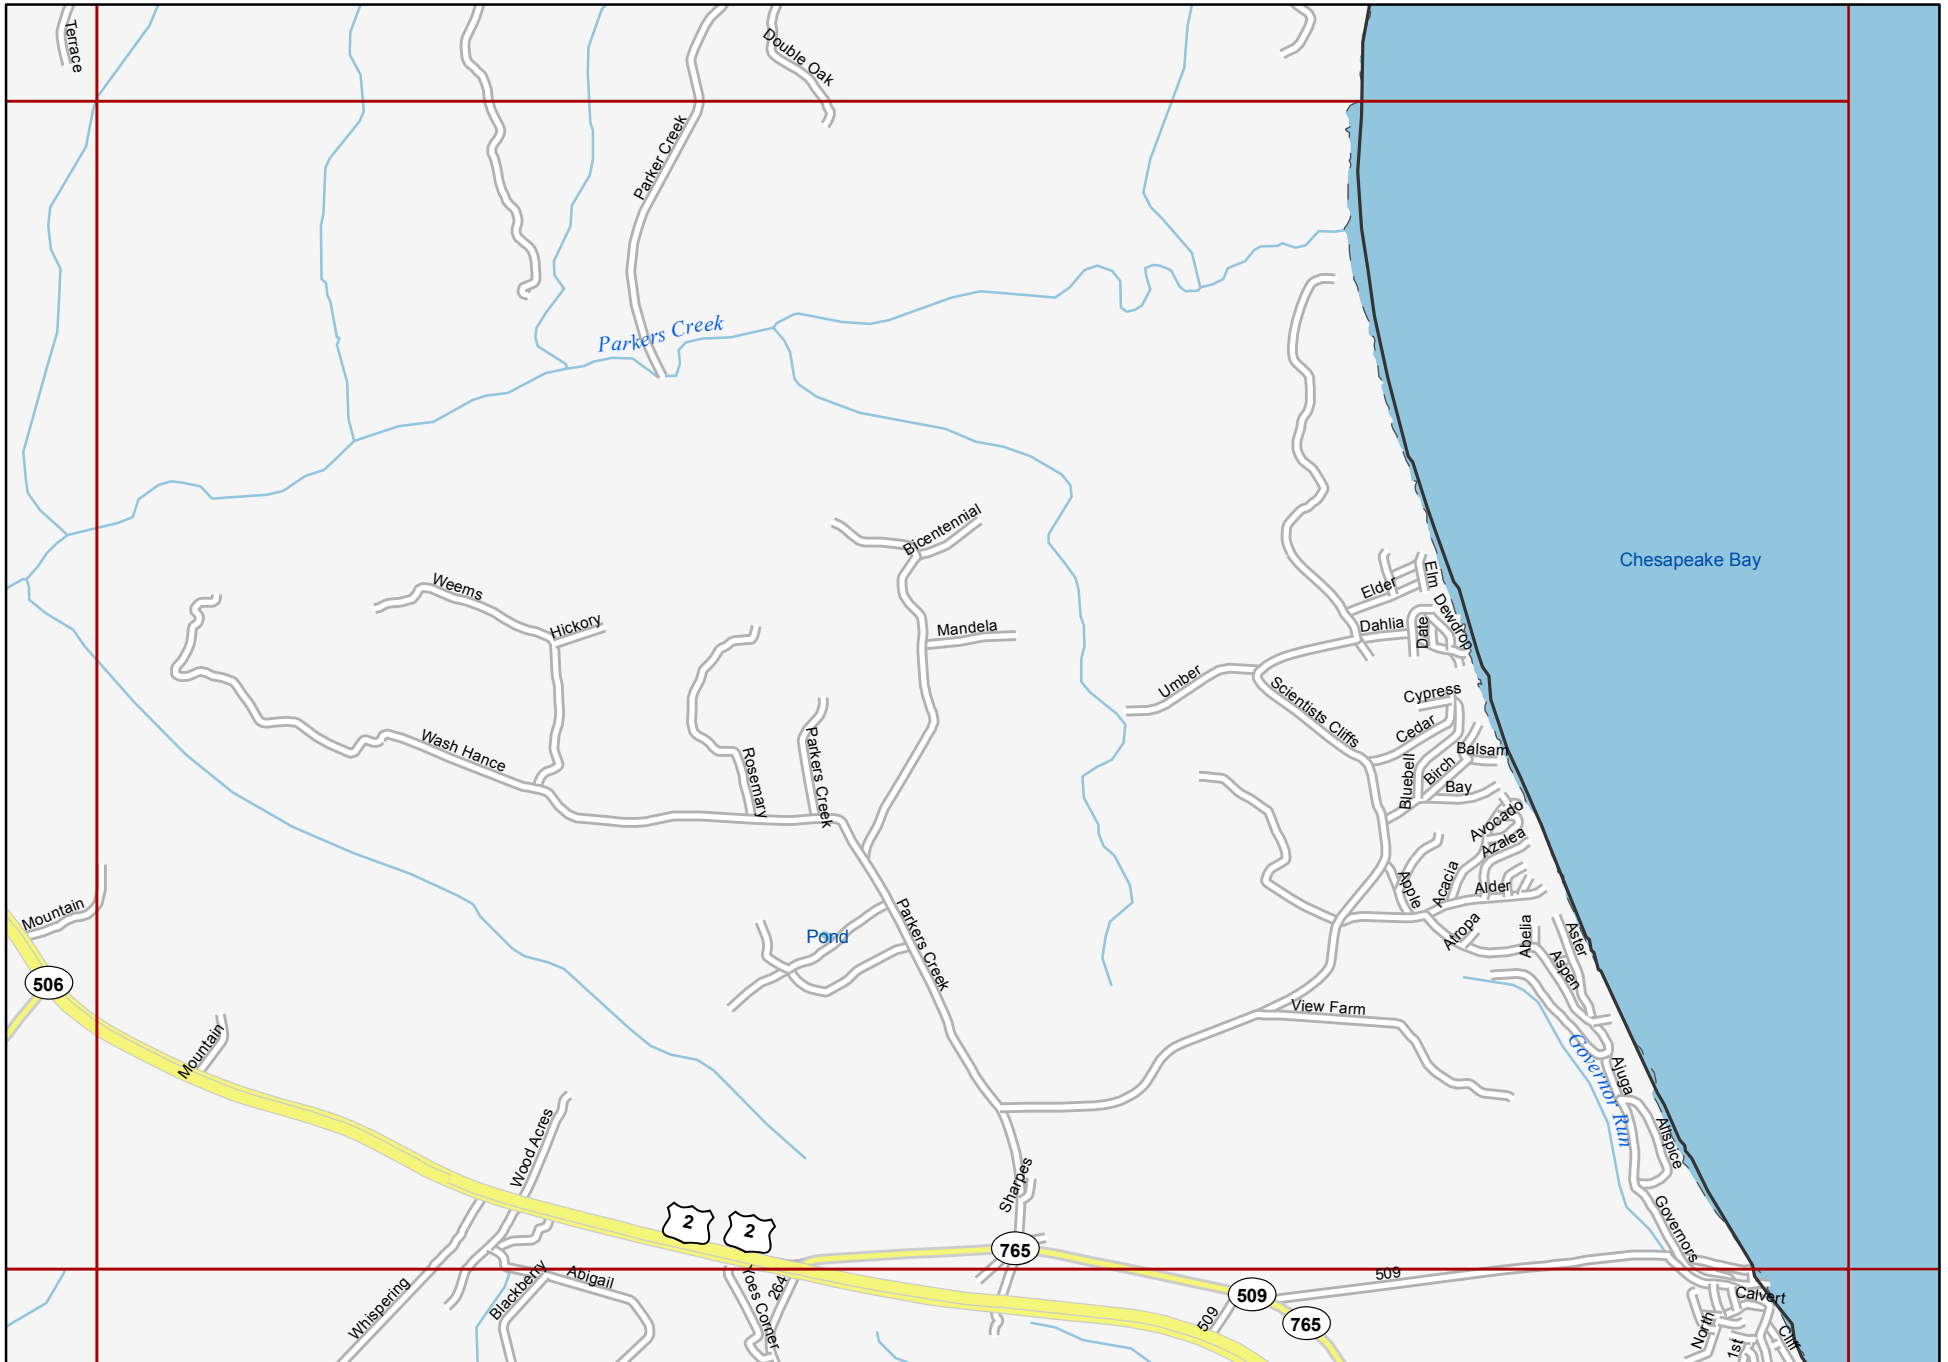 Terrace
Double Oak
Parker Creek
Parkers Creek
Bicentennial
Chesapeake Bay
Weems
Hickory
Mandela
Elder
Elm
Dewdrop
Dahlia
Date
Umber
Scientists Cliffs
Cypress
Cedar
Wash Hance
Rosemary
Parkers Creek
Bluebell
Birch
Balsam
Bay
Avocado
Azalea
Apple
Acacia
Alder
Mountain
Pond
Parkers Creek
Atropa
Abelia
Aster
Aspen
506
View Farm
Mountain
Governor Run
Ajuga
Wood Acres
Allspice
Sharpes
2
2
Governors
765
509
509
765
509
Whispering
Blackberry
Abigail
Yoes Corner
264
Calvert
North
1st
Cliff